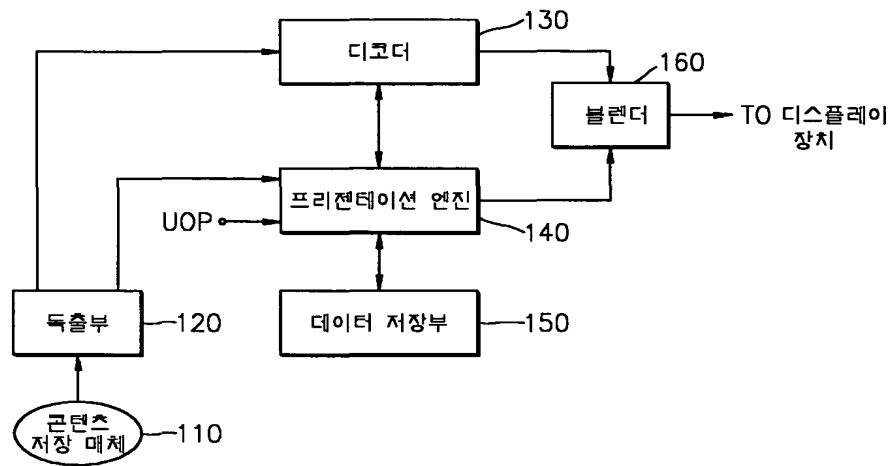 130
디코더
160
블렌더
TO 디스플레이
장치
프리젠테이션 엔진
UOP
140
독출부
120
데이터 저장부
150
콘텐츠
저장 매체
110